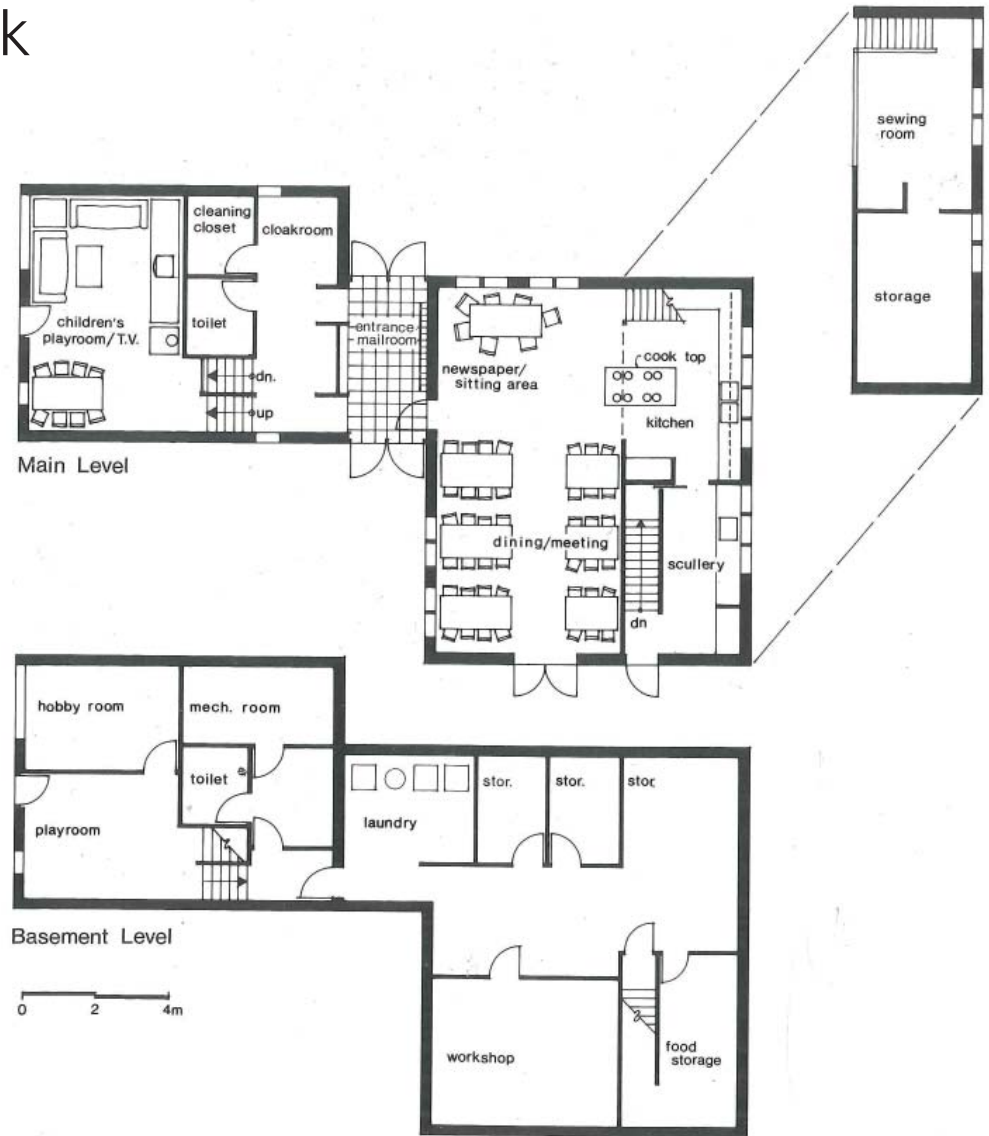 k
sewing
room
storage
cleaning
closet
cloakroom
toilet
children's
playroom/T.V.
dn.
up
entrance/
mailroom
newspaper/
sitting area
cook top
kitchen
dining/meeting
scullery
dn
Main Level
hobby room
mech. room
toilet
playroom
laundry
stor.
stor.
stor.
workshop
food
storage
Basement Level
0 2 4m